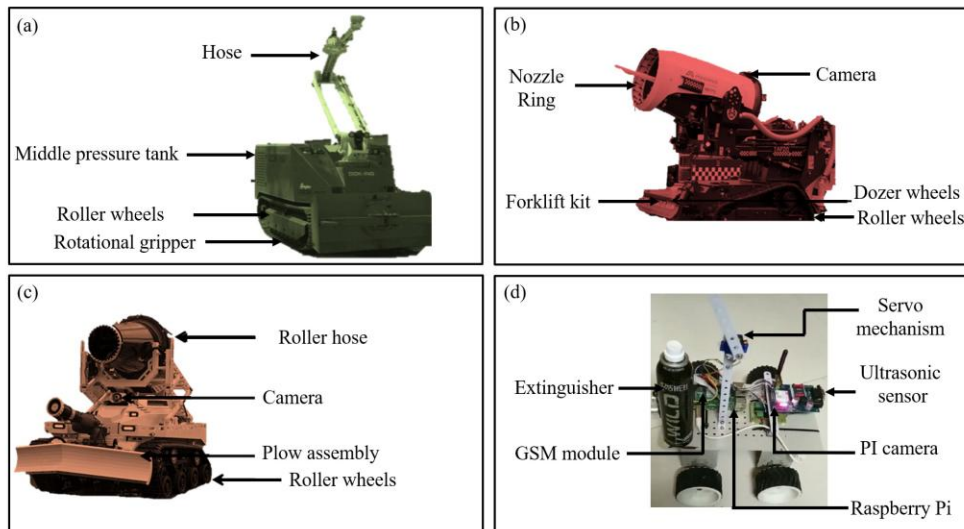 (a)
Hose
Middle pressure tank
Roller wheels
Rotational gripper
(b)
Nozzle
Ring
Camera
Forklift kit
Dozer wheels
Roller wheels
(c)
Roller hose
Camera
Plow assembly
Roller wheels
(d)
Servo
mechanism
Extinguisher
Ultrasonic
sensor
WILD
GSM module
PI camera
Raspberry Pi